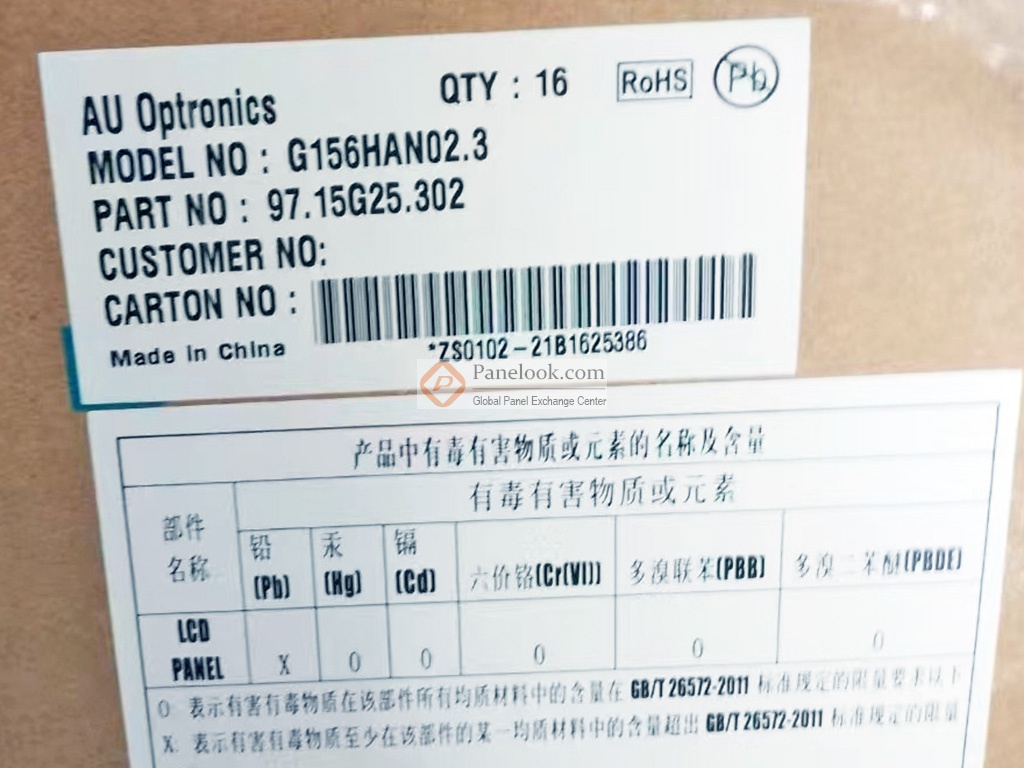 AU Optronics QTY : 16 RoHS Pb
MODEL NO : G156HAN02.3
PART NO : 97.15G25.302
CUSTOMER NO:
CARTON NO :
*ZS0102-21B1625386
Made in China
Panelook.com
Global Panel Exchange Center
产品中有毒有害物质或元素的名称及含量
部件名称 有毒有害物质或元素
铅(Pb) 汞(Hg) 镉(Cd) 六价铬(Cr(VI)) 多溴联苯(PBB) 多溴二苯醚(PBDE)
LCD PANEL X 0 0 0 0 0
0: 表示有害有毒物质在该部件所有均质材料中的含量在 GB/T 26572-2011 标准规定的限量要求以下
X: 表示有害有毒物质至少在该部件的某一均质材料中的含量超出 GB/T 26572-2011 标准规定的限量